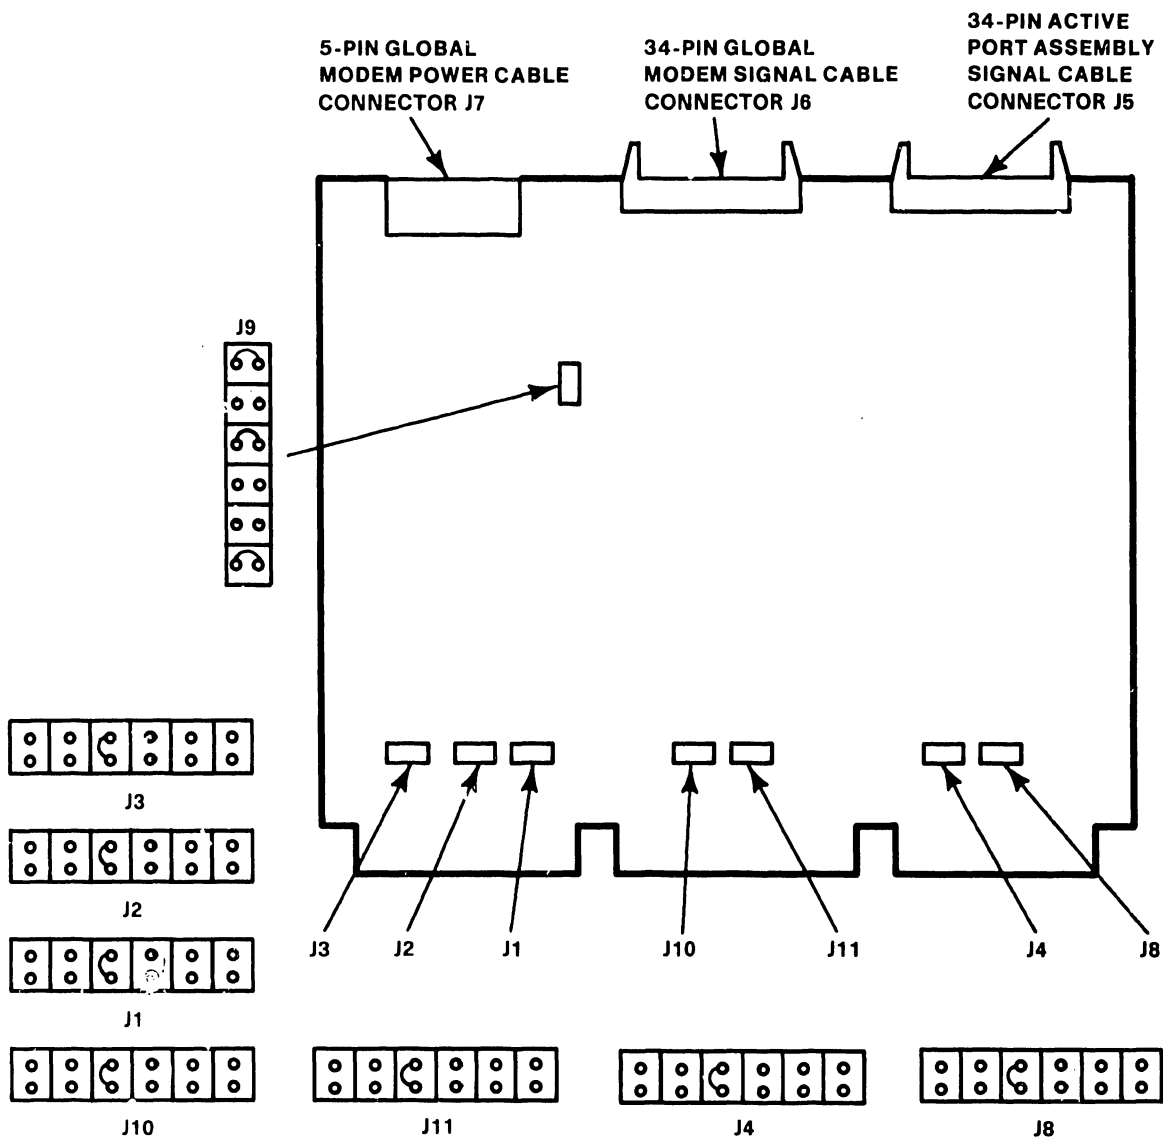 5-PIN GLOBAL
MODEM POWER CABLE
CONNECTOR J7
34-PIN GLOBAL
MODEM SIGNAL CABLE
CONNECTOR J6
34-PIN ACTIVE
PORT ASSEMBLY
SIGNAL CABLE
CONNECTOR J5
J9
J3
J2
J1
J3
J2
J1
J10
J11
J4
J8
J10
J11
J4
J8